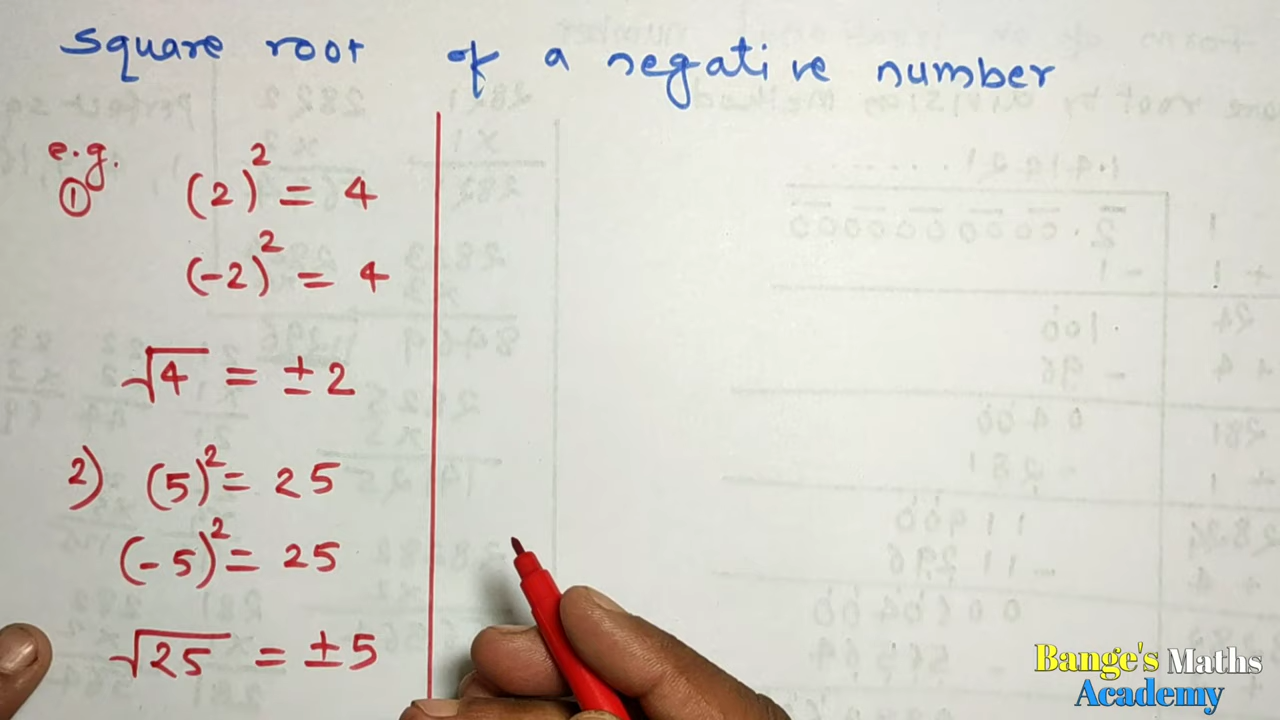 square root of a negative number
e.g.
① (2)² = 4
(-2)² = 4
√4 = ±2
2) (5)² = 25
(-5)² = 25
√25 = ±5
Bange's Maths
Academy